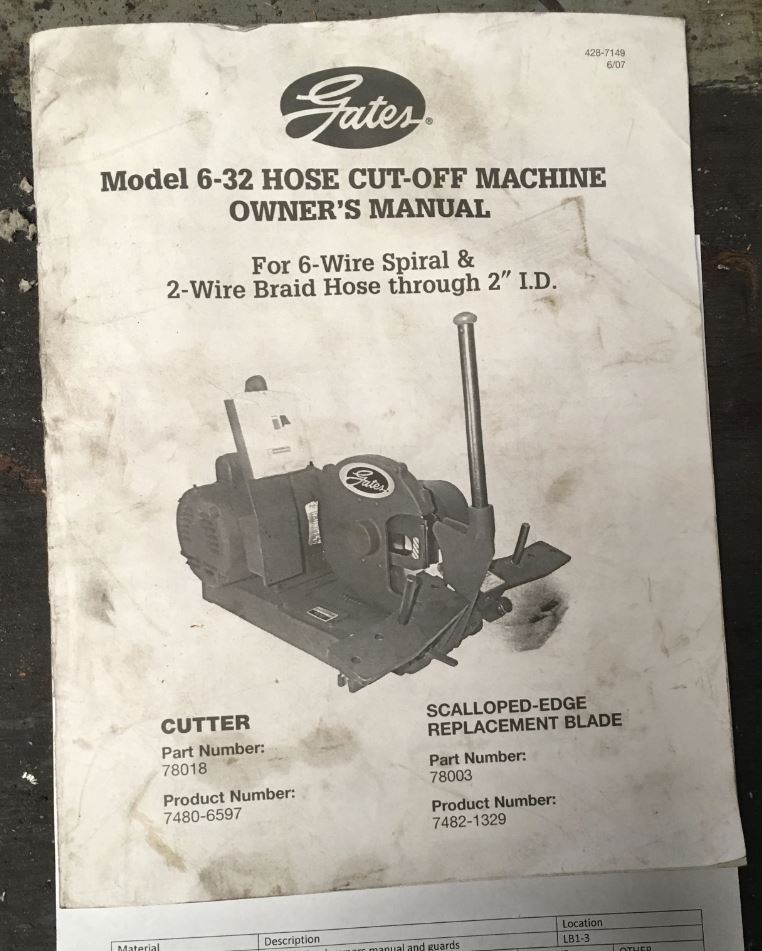 428-7149
6/07
Gates®
Model 6-32 HOSE CUT-OFF MACHINE
OWNER'S MANUAL
For 6-Wire Spiral &
2-Wire Braid Hose through 2″ I.D.
Gates
CUTTER
Part Number:
78018
Product Number:
7480-6597
SCALLOPED-EDGE
REPLACEMENT BLADE
Part Number:
78003
Product Number:
7482-1329
Location
Material
Description
LB1-3
manual and guards
OTHER